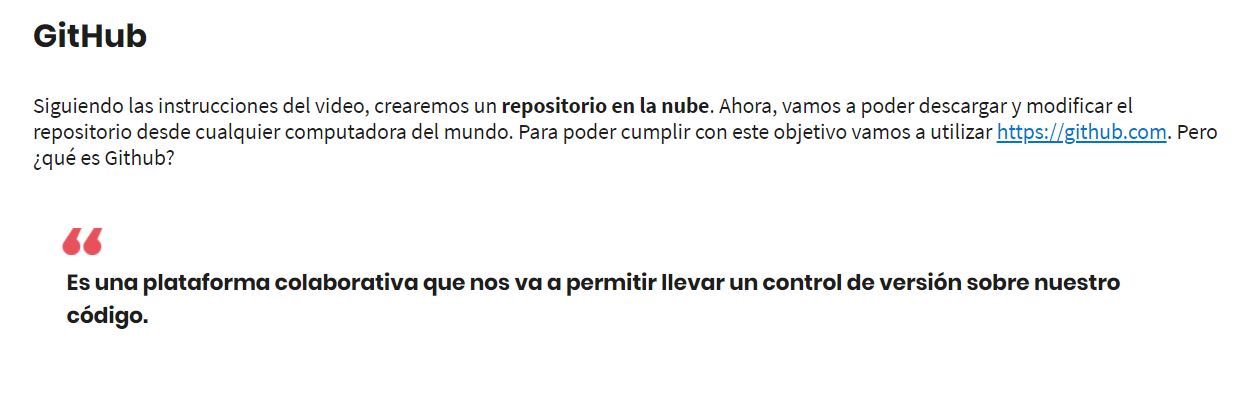 GitHub
Siguiendo las instrucciones del video, crearemos un repositorio en la nube. Ahora, vamos a poder descargar y modificar el
repositorio desde cualquier computadora del mundo. Para poder cumplir con este objetivo vamos a utilizar https://github.com. Pero
¿qué es Github?
“
Es una plataforma colaborativa que nos va a permitir llevar un control de versión sobre nuestro
código.